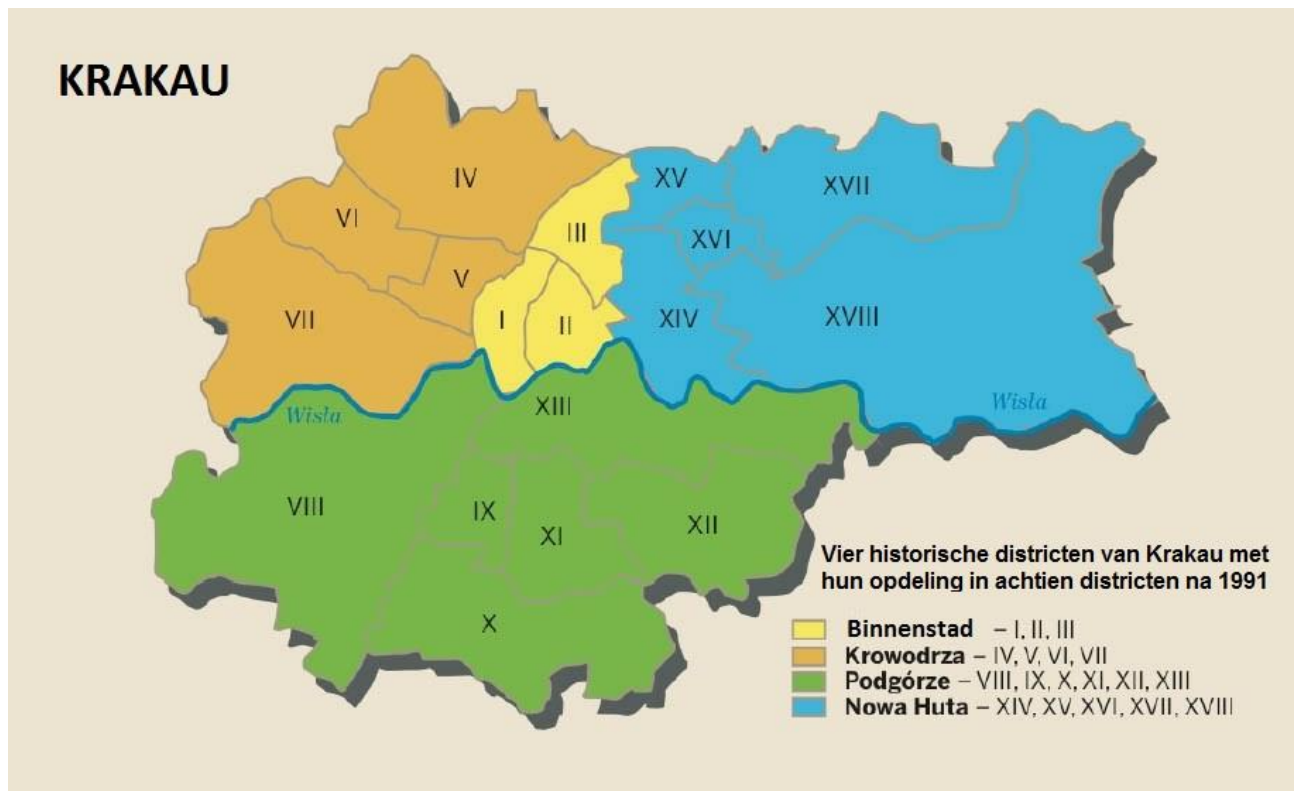 KRAKAU
IV
XV
XVII
VI
III
XVI
V
VII
I
II
XIV
XVIII
Wisła
XIII
Wisła
VIII
IX
XI
XII
X
Vier historische districten van Krakau met
hun opdeling in achtien districten na 1991
Binnenstad – I, II, III
Krowodrza – IV, V, VI, VII
Podgórze – VIII, IX, X, XI, XII, XIII
Nowa Huta – XIV, XV, XVI, XVII, XVIII